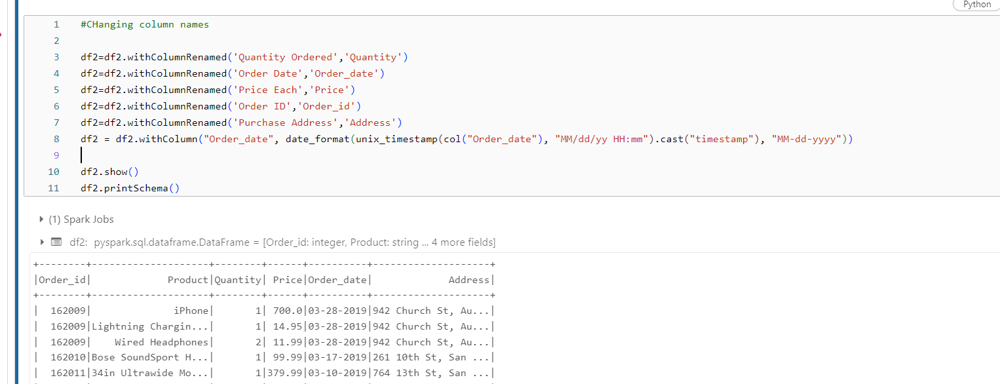 Python
1 #CHanging column names
2
3 df2=df2.withColumnRenamed('Quantity Ordered','Quantity')
4 df2=df2.withColumnRenamed('Order Date','Order_date')
5 df2=df2.withColumnRenamed('Price Each','Price')
6 df2=df2.withColumnRenamed('Order ID','Order_id')
7 df2=df2.withColumnRenamed('Purchase Address','Address')
8 df2 = df2.withColumn("Order_date", date_format(unix_timestamp(col("Order_date"), "MM/dd/yy HH:mm").cast("timestamp"), "MM-dd-yyyy"))
9
10 df2.show()
11 df2.printSchema()
(1) Spark Jobs
df2: pyspark.sql.dataframe.DataFrame = [Order_id: integer, Product: string ... 4 more fields]
+--------+--------------------+--------+------+----------+--------------------+
|Order_id|             Product|Quantity| Price|Order_date|             Address|
+--------+--------------------+--------+------+----------+--------------------+
|  162009|              iPhone|       1| 700.0|03-28-2019|942 Church St, Au...|
|  162009|Lightning Chargin...|       1| 14.95|03-28-2019|942 Church St, Au...|
|  162009|    Wired Headphones|       2| 11.99|03-28-2019|942 Church St, Au...|
|  162010|Bose SoundSport H...|       1| 99.99|03-17-2019|261 10th St, San ...|
|  162011|34in Ultrawide Mo...|       1|379.99|03-10-2019|764 13th St, San ...|